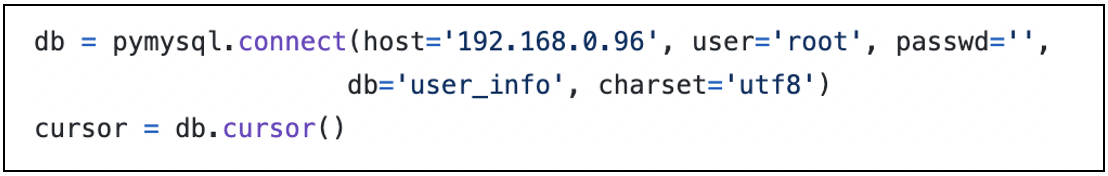 db = pymysql.connect(host='192.168.0.96', user='root', passwd='',
db='user_info', charset='utf8')
cursor = db.cursor()